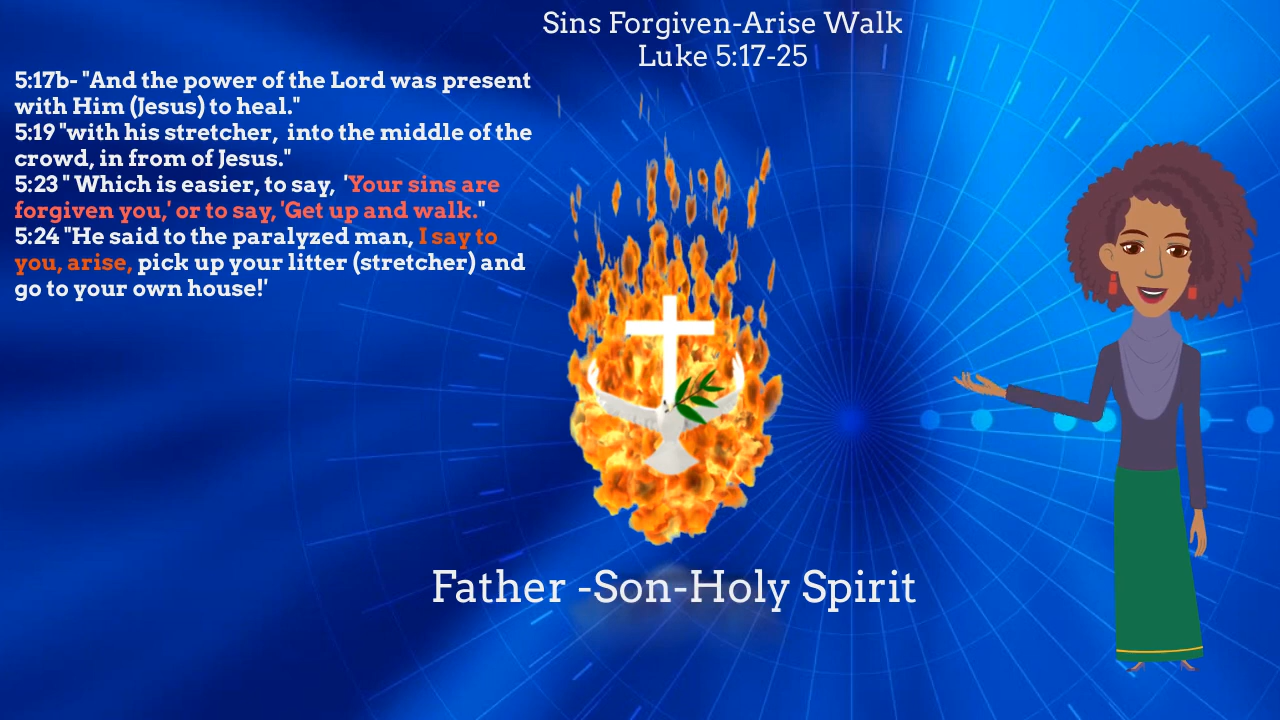 Sins Forgiven-Arise Walk
Luke 5:17-25
5:17b- "And the power of the Lord was present
with Him (Jesus) to heal."
5:19 "with his stretcher,  into the middle of the
crowd, in from of Jesus."
5:23 " Which is easier, to say,  'Your sins are
forgiven you,' or to say, 'Get up and walk."
5:24 "He said to the paralyzed man, I say to
you, arise, pick up your litter (stretcher) and
go to your own house!'
Father -Son-Holy Spirit